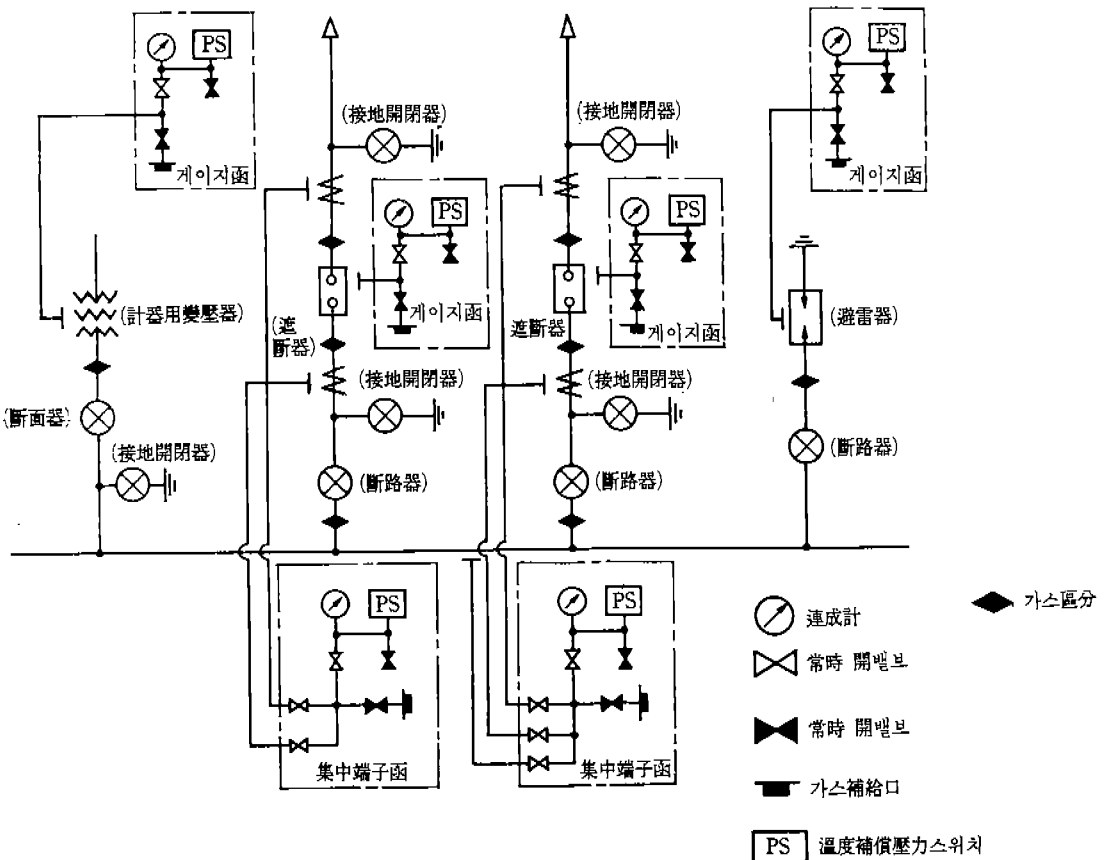 PS
PS
(接地開閉器)
(接地開閉器)
게이지函
게이지函
PS
PS
(計器用變壓器)
(遮
斷器)
게이지函
遮斷器
게이지函
(避雷器)
(接地開閉器)
(接地開閉器)
(斷面器)
(接地開閉器)
(斷路器)
(斷路器)
(斷路器)
PS
PS
集中端子函
集中端子函
連成計
가스區分
常時 開밸브
常時 開밸브
가스補給口
PS 溫度補償壓力스위치